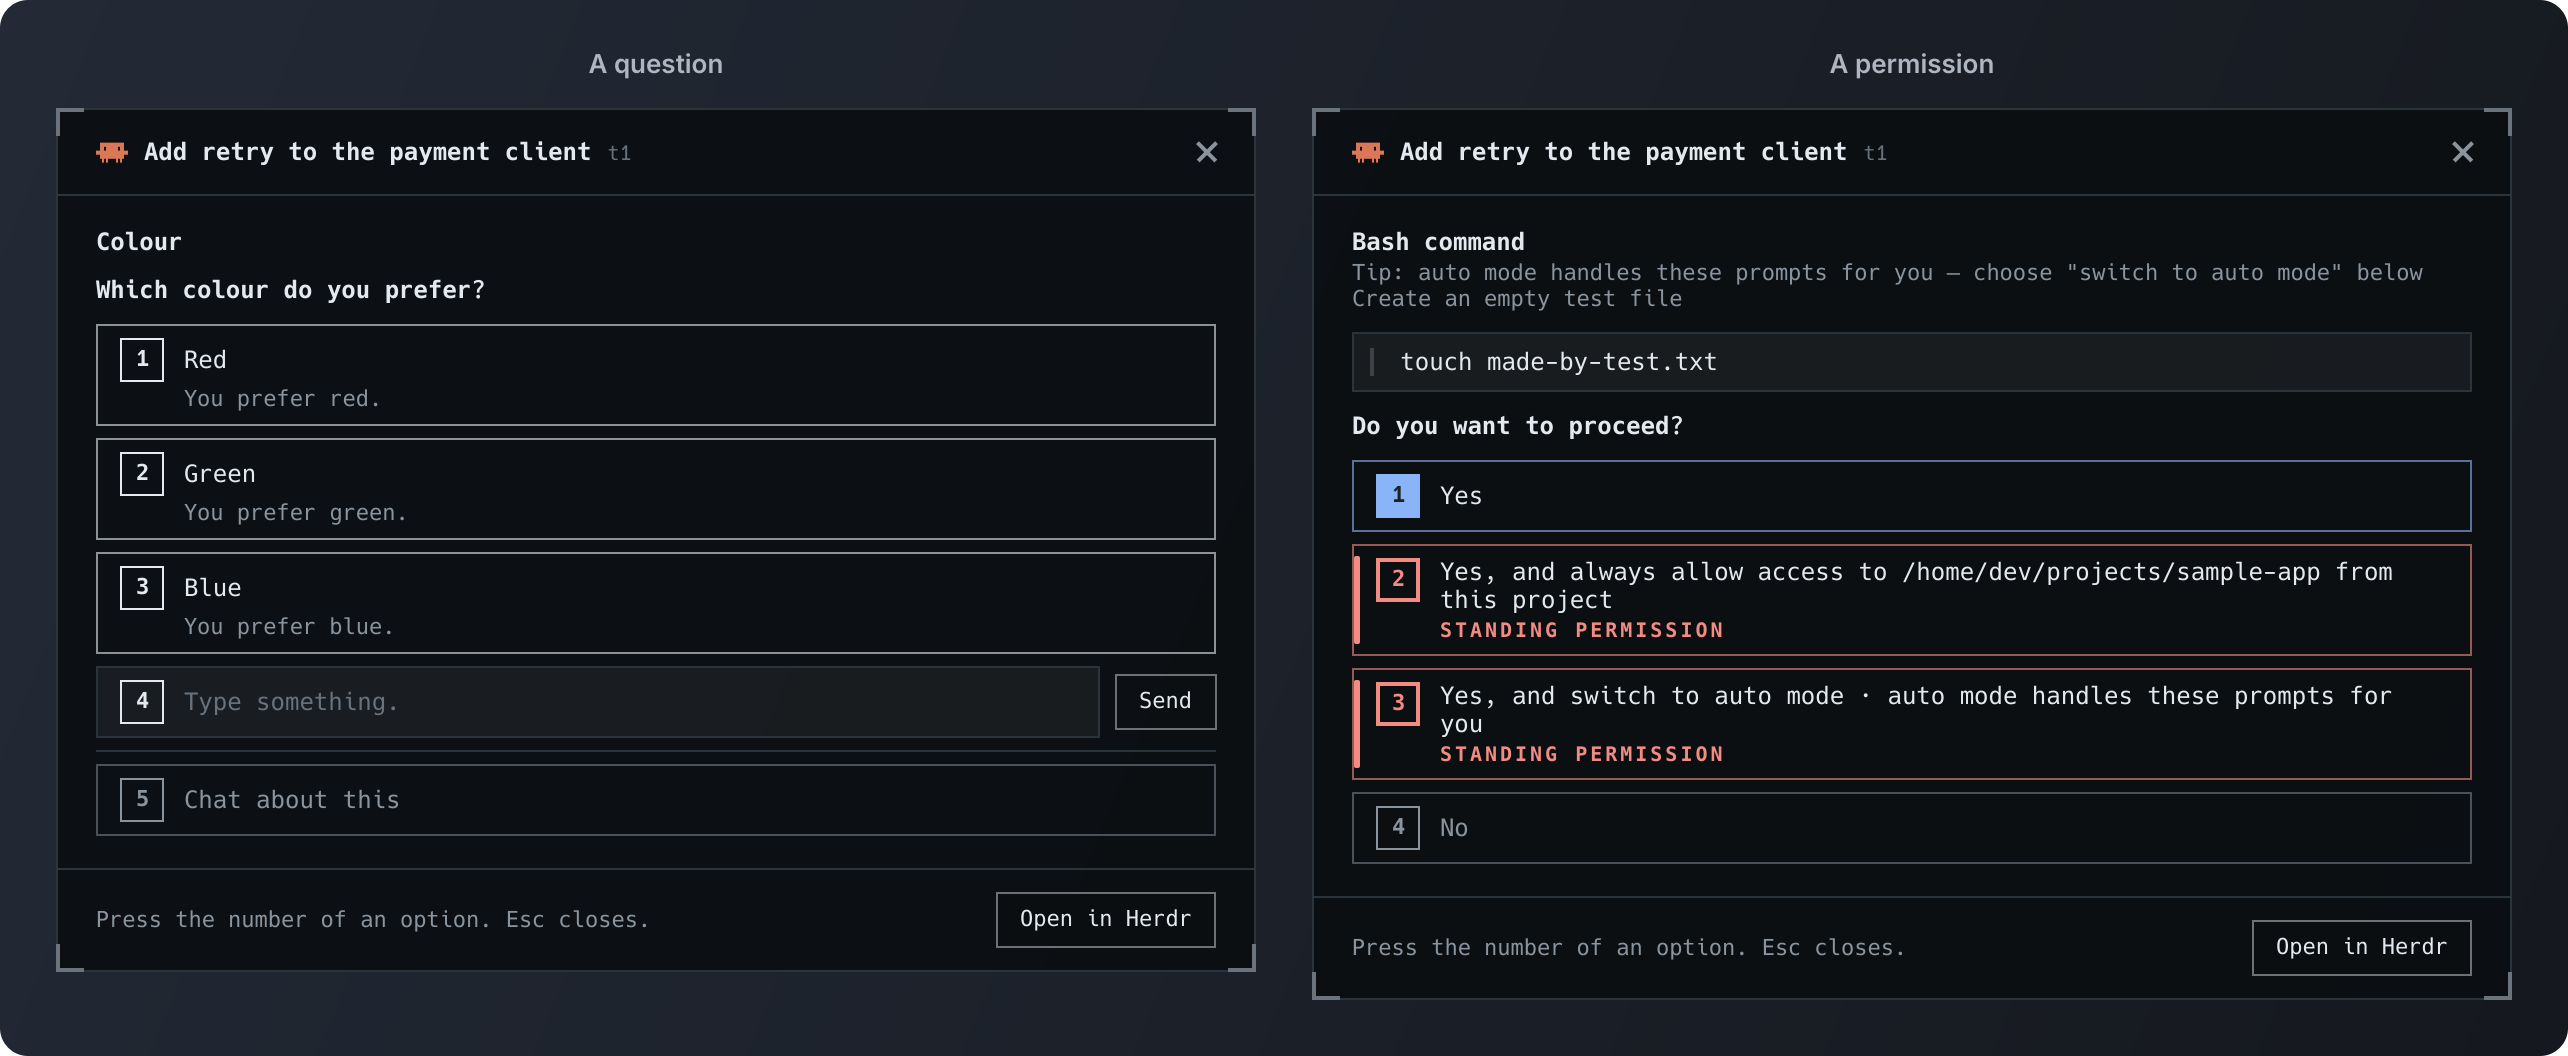 A question
Add retry to the payment client t1
Colour
Which colour do you prefer?
1 Red
You prefer red.
2 Green
You prefer green.
3 Blue
You prefer blue.
4 Type something.
Send
5 Chat about this
Press the number of an option. Esc closes.
Open in Herdr
A permission
Add retry to the payment client t1
Bash command
Tip: auto mode handles these prompts for you — choose "switch to auto mode" below
Create an empty test file
touch made-by-test.txt
Do you want to proceed?
1 Yes
2 Yes, and always allow access to /home/dev/projects/sample-app from
this project
STANDING PERMISSION
3 Yes, and switch to auto mode · auto mode handles these prompts for
you
STANDING PERMISSION
4 No
Press the number of an option. Esc closes.
Open in Herdr